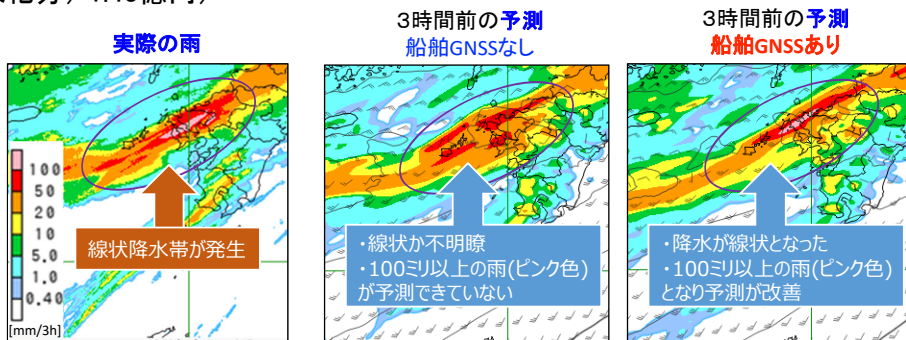 実際の雨
3時間前の予測
船舶GNSSなし
3時間前の予測
船舶GNSSあり
100
50
20
10
5.0
1.0
0.40
[mm/3h]
線状降水帯が発生
・線状か不明瞭
・100ミリ以上の雨(ピンク色)
が予測できていない
・降水が線状となった
・100ミリ以上の雨(ピンク色)
となり予測が改善